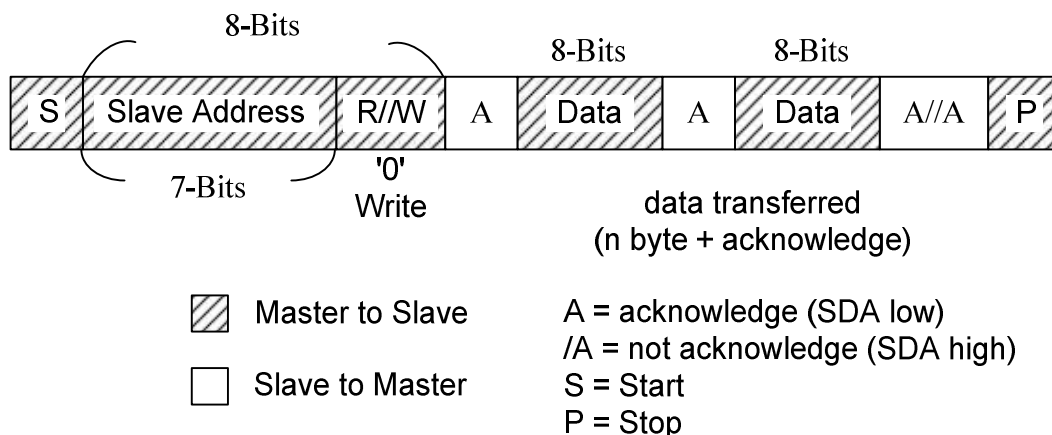 8-Bits
8-Bits
8-Bits
S
Slave Address
R//W
A
Data
A
Data
A//A
P
7-Bits
'0'
Write
data transferred
(n byte + acknowledge)
Master to Slave
Slave to Master
A = acknowledge (SDA low)
/A = not acknowledge (SDA high)
S = Start
P = Stop